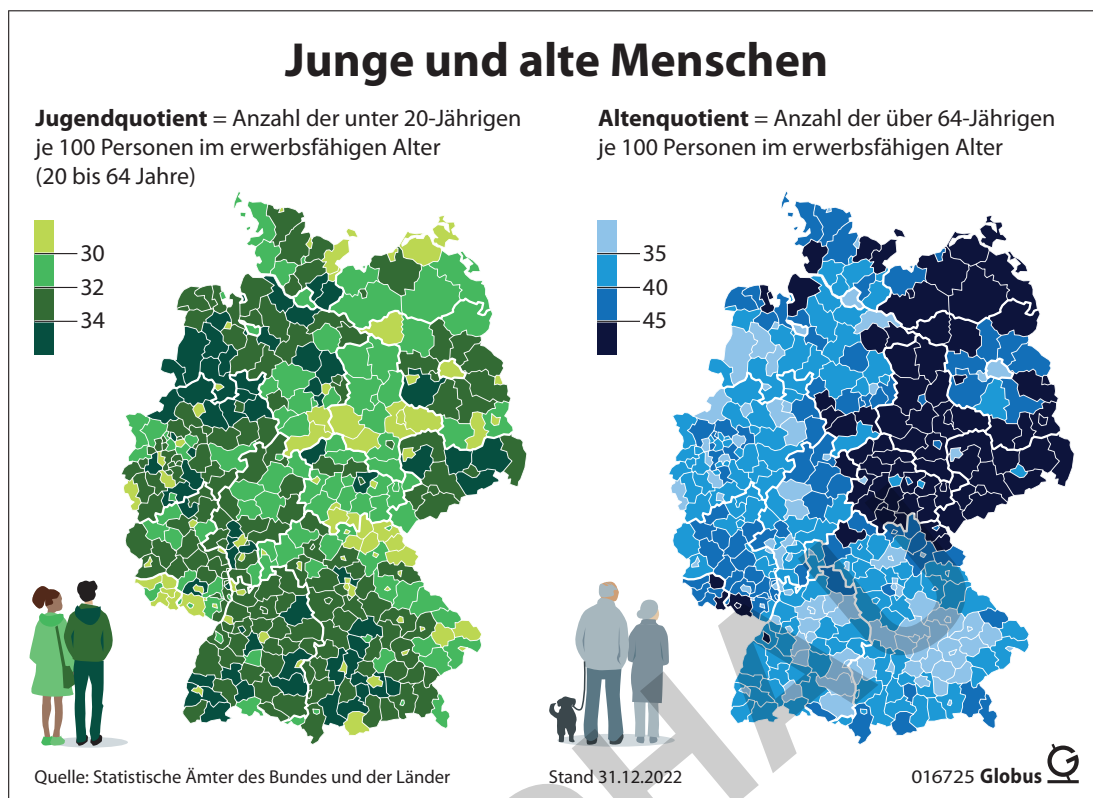 Junge und alte Menschen
Jugendquotient = Anzahl der unter 20-Jährigen
je 100 Personen im erwerbsfähigen Alter
(20 bis 64 Jahre)
30
32
34
Altenquotient = Anzahl der über 64-Jährigen
je 100 Personen im erwerbsfähigen Alter
35
40
45
Quelle: Statistische Ämter des Bundes und der Länder
Stand 31.12.2022
016725 Globus